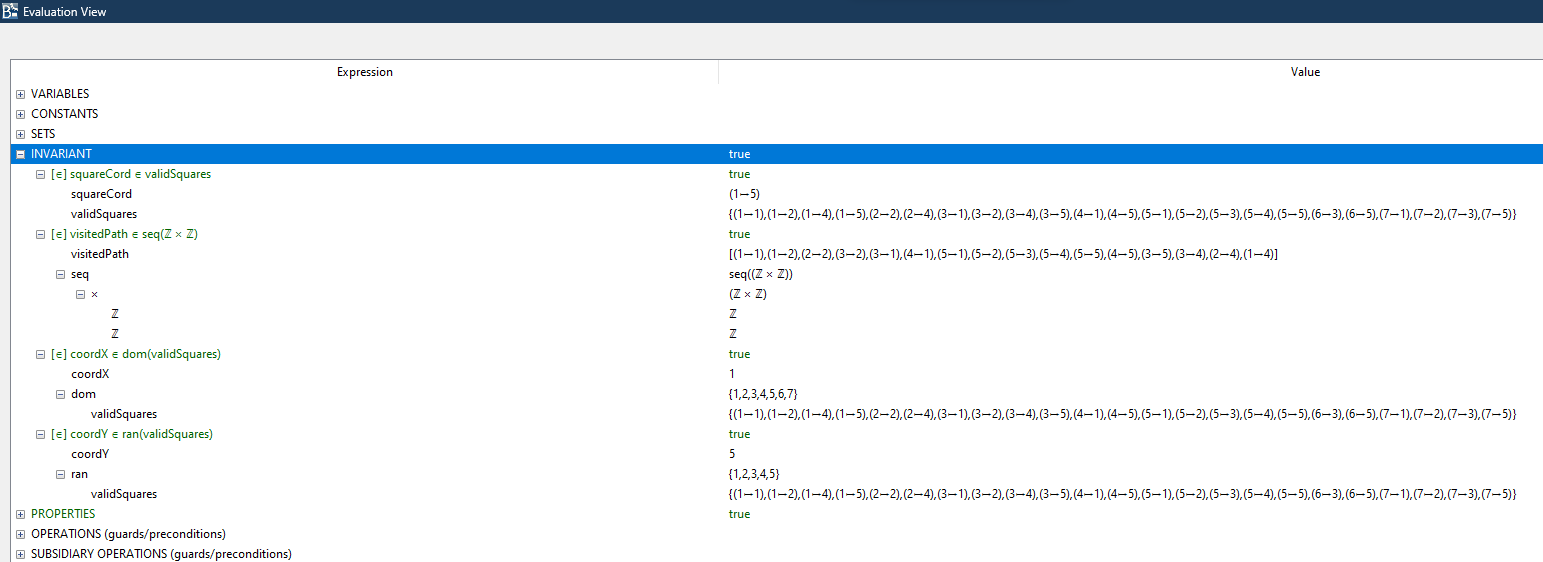 Evaluation View
Expression Value
VARIABLES
CONSTANTS
SETS
INVARIANT true
[∈] squareCord ∈ validSquares true
squareCord (1↦5)
validSquares {(1↦1),(1↦2),(1↦4),(1↦5),(2↦2),(2↦4),(3↦1),(3↦2),(3↦4),(3↦5),(4↦1),(4↦5),(5↦1),(5↦2),(5↦3),(5↦4),(5↦5),(6↦3),(6↦5),(7↦1),(7↦2),(7↦3),(7↦5)}
[∈] visitedPath ∈ seq(ℤ × ℤ) true
visitedPath [(1↦1),(1↦2),(2↦2),(3↦2),(3↦1),(4↦1),(5↦1),(5↦2),(5↦3),(5↦4),(5↦5),(4↦5),(3↦5),(3↦4),(2↦4),(1↦4)]
seq seq((ℤ × ℤ))
× (ℤ × ℤ)
ℤ ℤ
ℤ ℤ
[∈] coordX ∈ dom(validSquares) true
coordX 1
dom {1,2,3,4,5,6,7}
validSquares {(1↦1),(1↦2),(1↦4),(1↦5),(2↦2),(2↦4),(3↦1),(3↦2),(3↦4),(3↦5),(4↦1),(4↦5),(5↦1),(5↦2),(5↦3),(5↦4),(5↦5),(6↦3),(6↦5),(7↦1),(7↦2),(7↦3),(7↦5)}
[∈] coordY ∈ ran(validSquares) true
coordY 5
ran {1,2,3,4,5}
validSquares {(1↦1),(1↦2),(1↦4),(1↦5),(2↦2),(2↦4),(3↦1),(3↦2),(3↦4),(3↦5),(4↦1),(4↦5),(5↦1),(5↦2),(5↦3),(5↦4),(5↦5),(6↦3),(6↦5),(7↦1),(7↦2),(7↦3),(7↦5)}
PROPERTIES true
OPERATIONS (guards/preconditions)
SUBSIDIARY OPERATIONS (guards/preconditions)